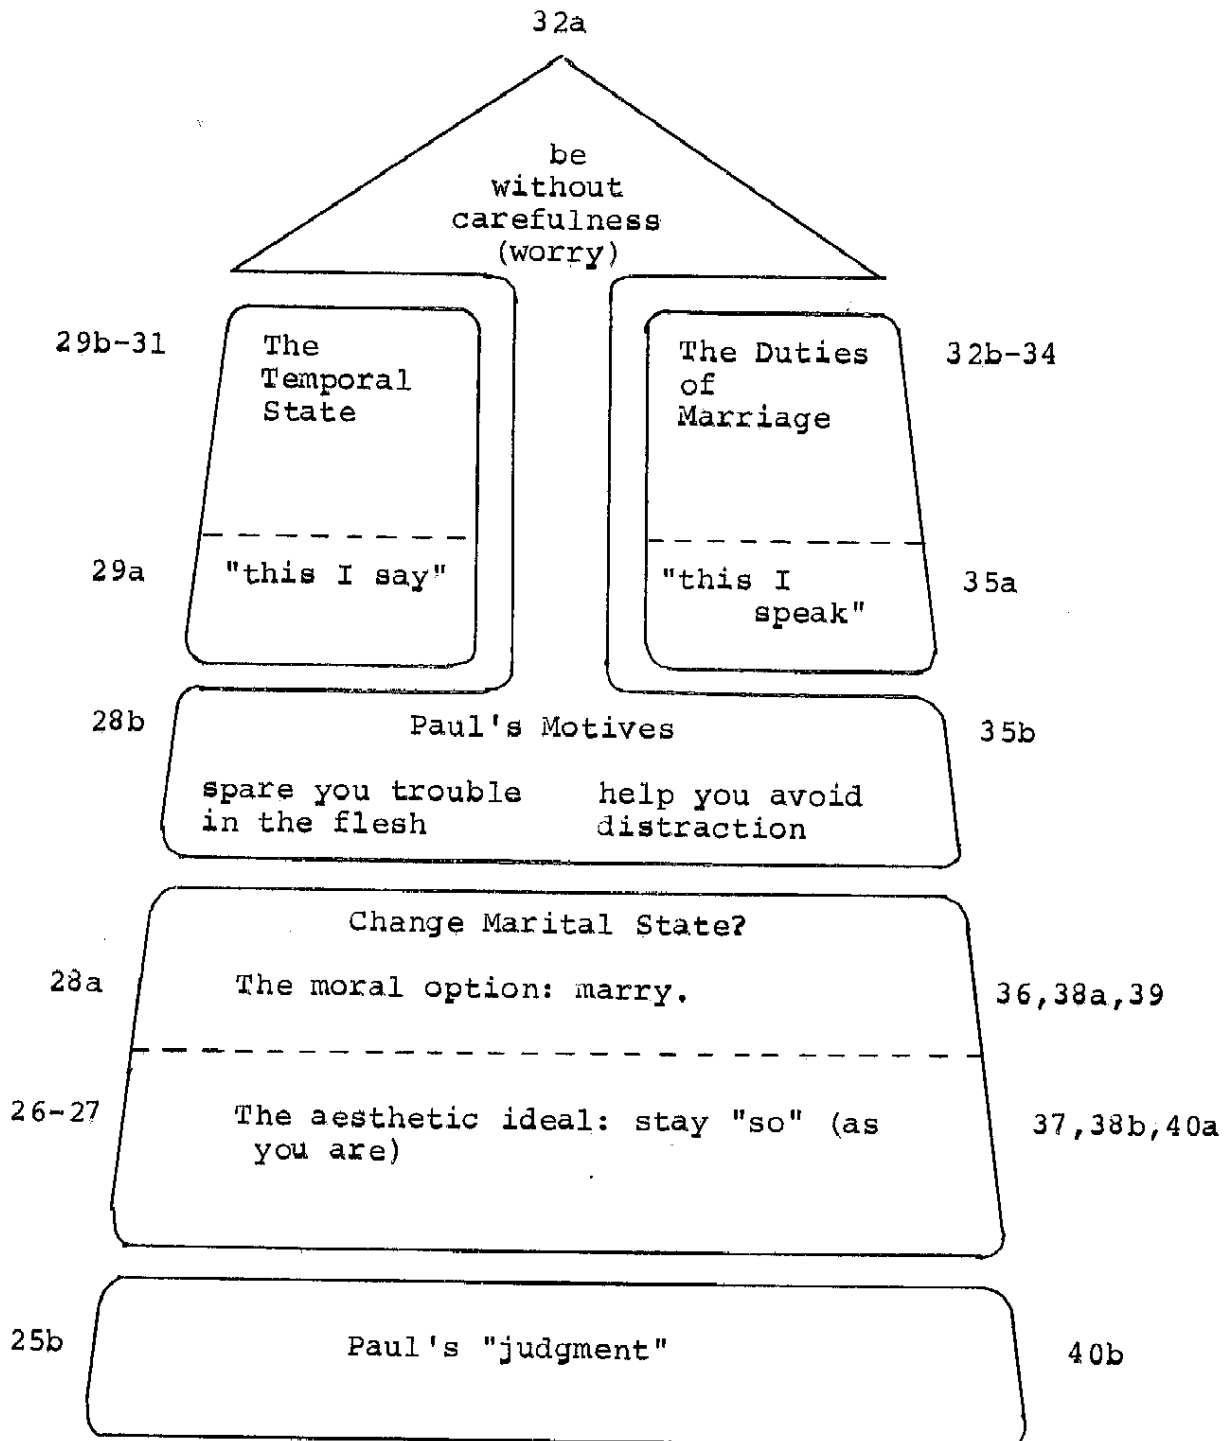 32a
be
without
carefulness
(worry)
29b-31
The
Temporal
State
The Duties
of
Marriage
32b-34
29a
"this I say"
"this I
speak"
35a
28b
Paul's Motives
35b
spare you trouble
in the flesh
help you avoid
distraction
Change Marital State?
28a
The moral option: marry.
36,38a,39
26-27
The aesthetic ideal: stay "so" (as
you are)
37,38b,40a
25b
Paul's "judgment"
40b